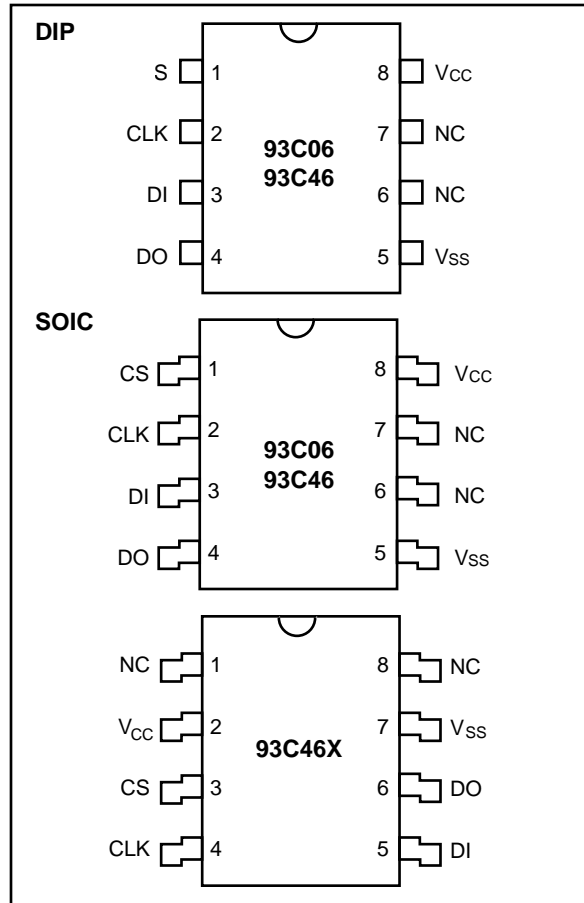 DIP
S 1 8 VCC
CLK 2 7 NC
93C06
93C46
DI 3 6 NC
DO 4 5 VSS
SOIC
CS 1 8 VCC
CLK 2 7 NC
93C06
93C46
DI 3 6 NC
DO 4 5 VSS
NC 1 8 NC
VCC 2 7 VSS
93C46X
CS 3 6 DO
CLK 4 5 DI